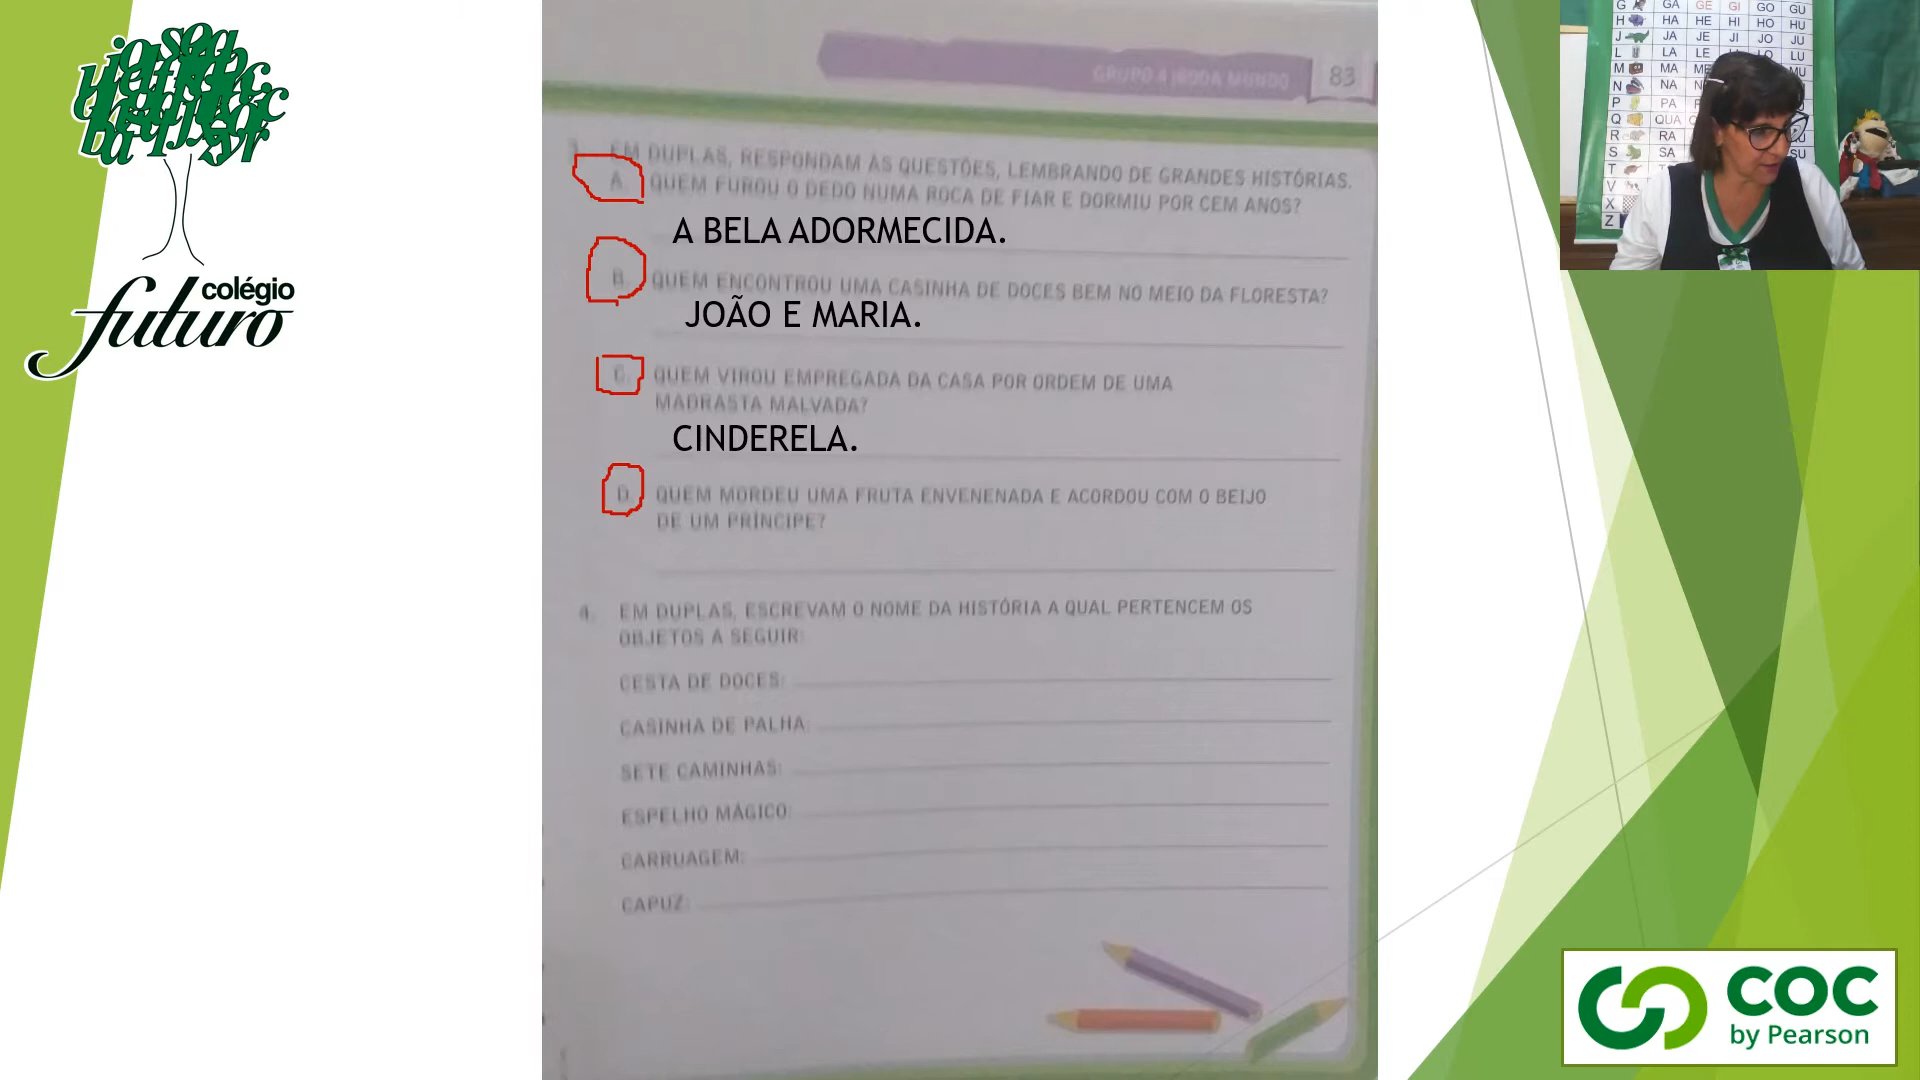 colégio
futuro
GRUPO 4 |RODA MUNDO 83
EM DUPLAS, RESPONDAM ÀS QUESTÕES, LEMBRANDO DE GRANDES HISTÓRIAS.
A. QUEM FUROU O DEDO NUMA ROCA DE FIAR E DORMIU POR CEM ANOS?
A BELA ADORMECIDA.
B. QUEM ENCONTROU UMA CASINHA DE DOCES BEM NO MEIO DA FLORESTA?
JOÃO E MARIA.
C. QUEM VIROU EMPREGADA DA CASA POR ORDEM DE UMA
MADRASTA MALVADA?
CINDERELA.
D. QUEM MORDEU UMA FRUTA ENVENENADA E ACORDOU COM O BEIJO
DE UM PRÍNCIPE?
4. EM DUPLAS, ESCREVAM O NOME DA HISTÓRIA A QUAL PERTENCEM OS
OBJETOS A SEGUIR:
CESTA DE DOCES:
CASINHA DE PALHA:
SETE CAMINHAS:
ESPELHO MÁGICO:
CARRUAGEM:
CAPUZ:
G GA GE GI GO GU
H HA HE HI HO HU
J JA JE JI JO JU
L LA LE LO LU
M MA ME MU
N NA
P PA
Q QUA
R RA
S SA SU
T
V
X
Z
COC
by Pearson